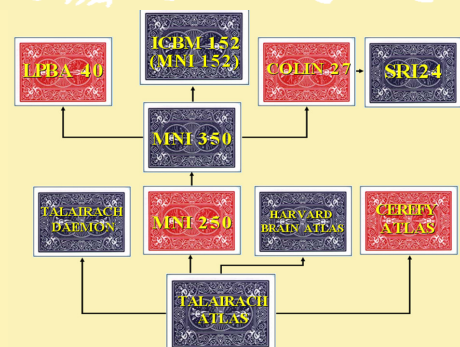 LPBA 40
ICBM 152
(MNI 152)
COLIN 27
SRI24
MNI 350
TALAIRACH
DAEMON
MNI 250
HARVARD
BRAIN ATLAS
CEREFY
ATLAS
TALAIRACH
ATLAS